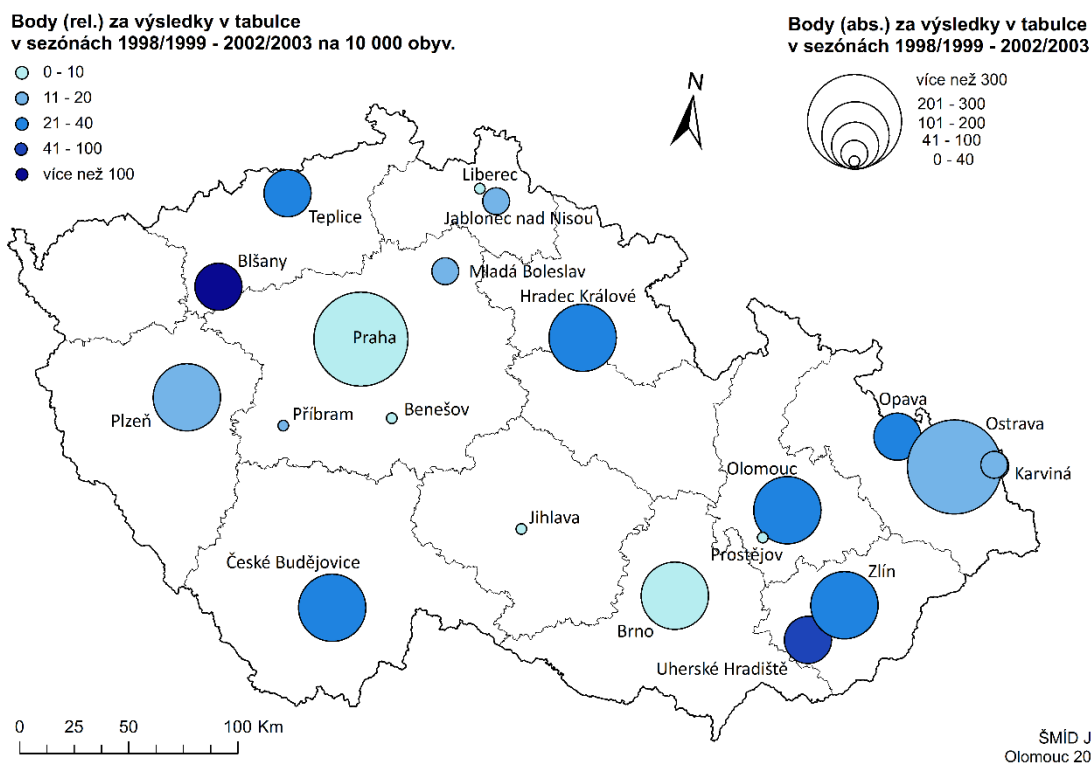 Body (rel.) za výsledky v tabulce
v sezónách 1998/1999 - 2002/2003 na 10 000 obyv.
0 - 10
11 - 20
21 - 40
41 - 100
více než 100
Body (abs.) za výsledky v tabulce
v sezónách 1998/1999 - 2002/2003
více než 300
201 - 300
101 - 200
41 - 100
0 - 40
N
Liberec
Jablonec nad Nisou
Teplice
Blšany
Mladá Boleslav
Hradec Králové
Praha
Plzeň
Příbram
Benešov
Opava
Ostrava
Karviná
Olomouc
Prostějov
Jihlava
České Budějovice
Zlín
Brno
Uherské Hradiště
0 25 50 100 Km
ŠMÍD J
Olomouc 20